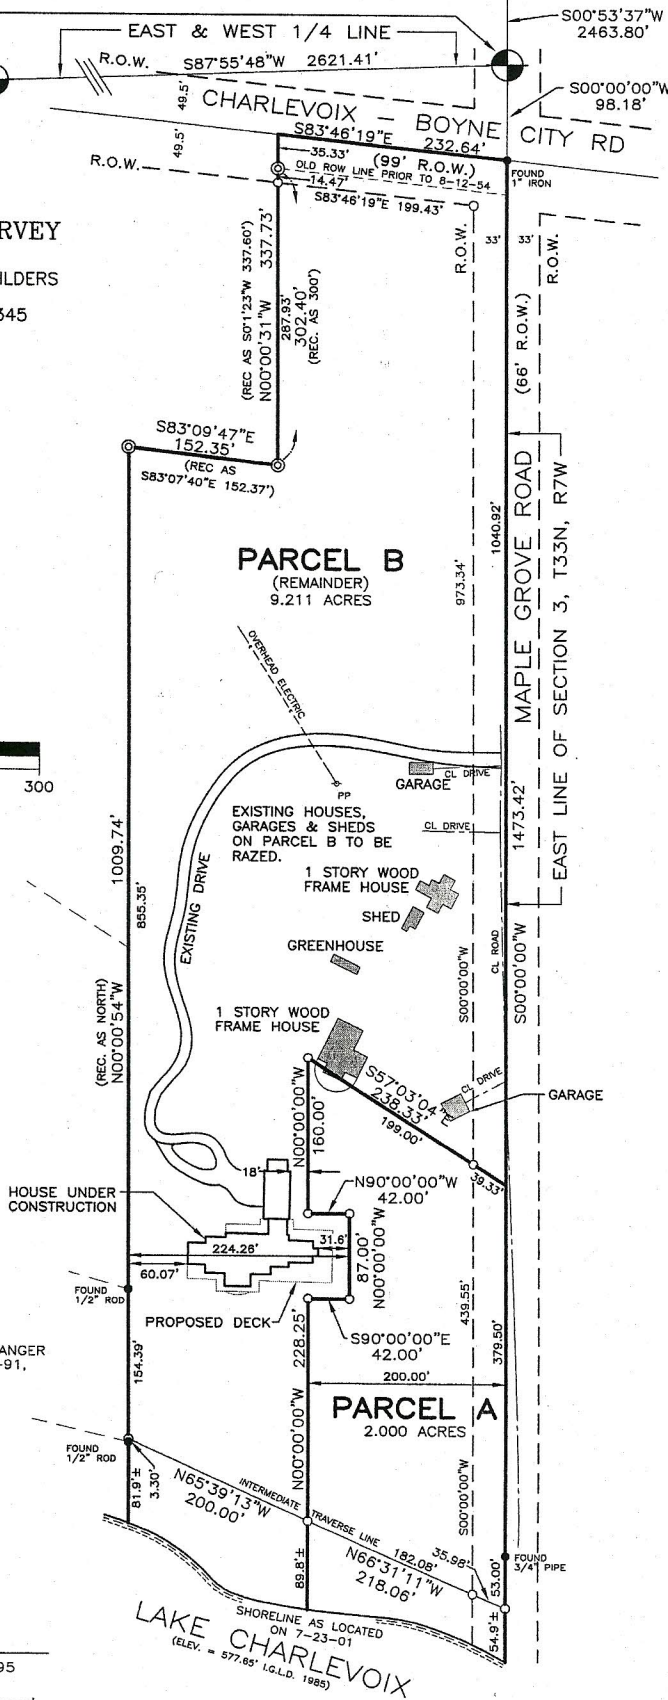 S00°53'37"W
2463.80'
EAST & WEST 1/4 LINE
R.O.W.
S87°55'48"W 2621.41'
S00°00'00"W
98.18'
49.5'
49.5'
CHARLEVOIX – BOYNE CITY RD
S83°46'19"E 232.64'
(99' R.O.W.)
35.33'
OLD ROW LINE PRIOR TO 8-12-54
FOUND
1" IRON
R.O.W.
14.47'
S83°46'19"E 199.43'
RVEY
ILDERS
345
R.O.W.
33'
33'
R.O.W.
(REC AS S0°1'23"W 337.60')
N00°00'31"W 337.73'
287.93'
302.40'
(REC. AS 300')
(66' R.O.W.)
S83°09'47"E
152.35'
(REC AS
S83°07'40"E 152.37')
1040.92'
MAPLE GROVE ROAD
EAST LINE OF SECTION 3, T33N, R7W
PARCEL B
(REMAINDER)
9.211 ACRES
973.34'
OVERHEAD ELECTRIC
PP
300
GARAGE
CL DRIVE
EXISTING HOUSES,
GARAGES & SHEDS
ON PARCEL B TO BE
RAZED.
CL DRIVE
1473.42'
1009.74'
855.35'
EXISTING DRIVE
1 STORY WOOD
FRAME HOUSE
SHED
GREENHOUSE
CL ROAD
S00°00'00"W
S00°00'00"W
(REC. AS NORTH)
N00°00'54"W
1 STORY WOOD
FRAME HOUSE
S57°03'04"E
238.33'
199.00'
CL DRIVE
GARAGE
N00°00'00"W
160.00'
39.33'
18'
N90°00'00"W
42.00'
HOUSE UNDER
CONSTRUCTION
224.26'
31.6'
60.07'
87.00'
N00°00'00"W
FOUND
1/2" ROD
PROPOSED DECK
S90°00'00"E
42.00'
439.55'
379.50'
ANGER
-91,
154.39'
228.25'
N00°00'00"W
200.00'
PARCEL A
2.000 ACRES
FOUND
1/2" ROD
81.9'±
3.30'
N65°39'13"W
200.00'
INTERMEDIATE TRAVERSE LINE
S00°00'00"W
182.08'
35.98'
N66°31'11"W
218.06'
FOUND
3/4" PIPE
53.00'
89.8'±
54.9'±
SHORELINE AS LOCATED
ON 7-23-01
LAKE CHARLEVOIX
(ELEV. = 577.65' I.G.L.D. 1985)
95